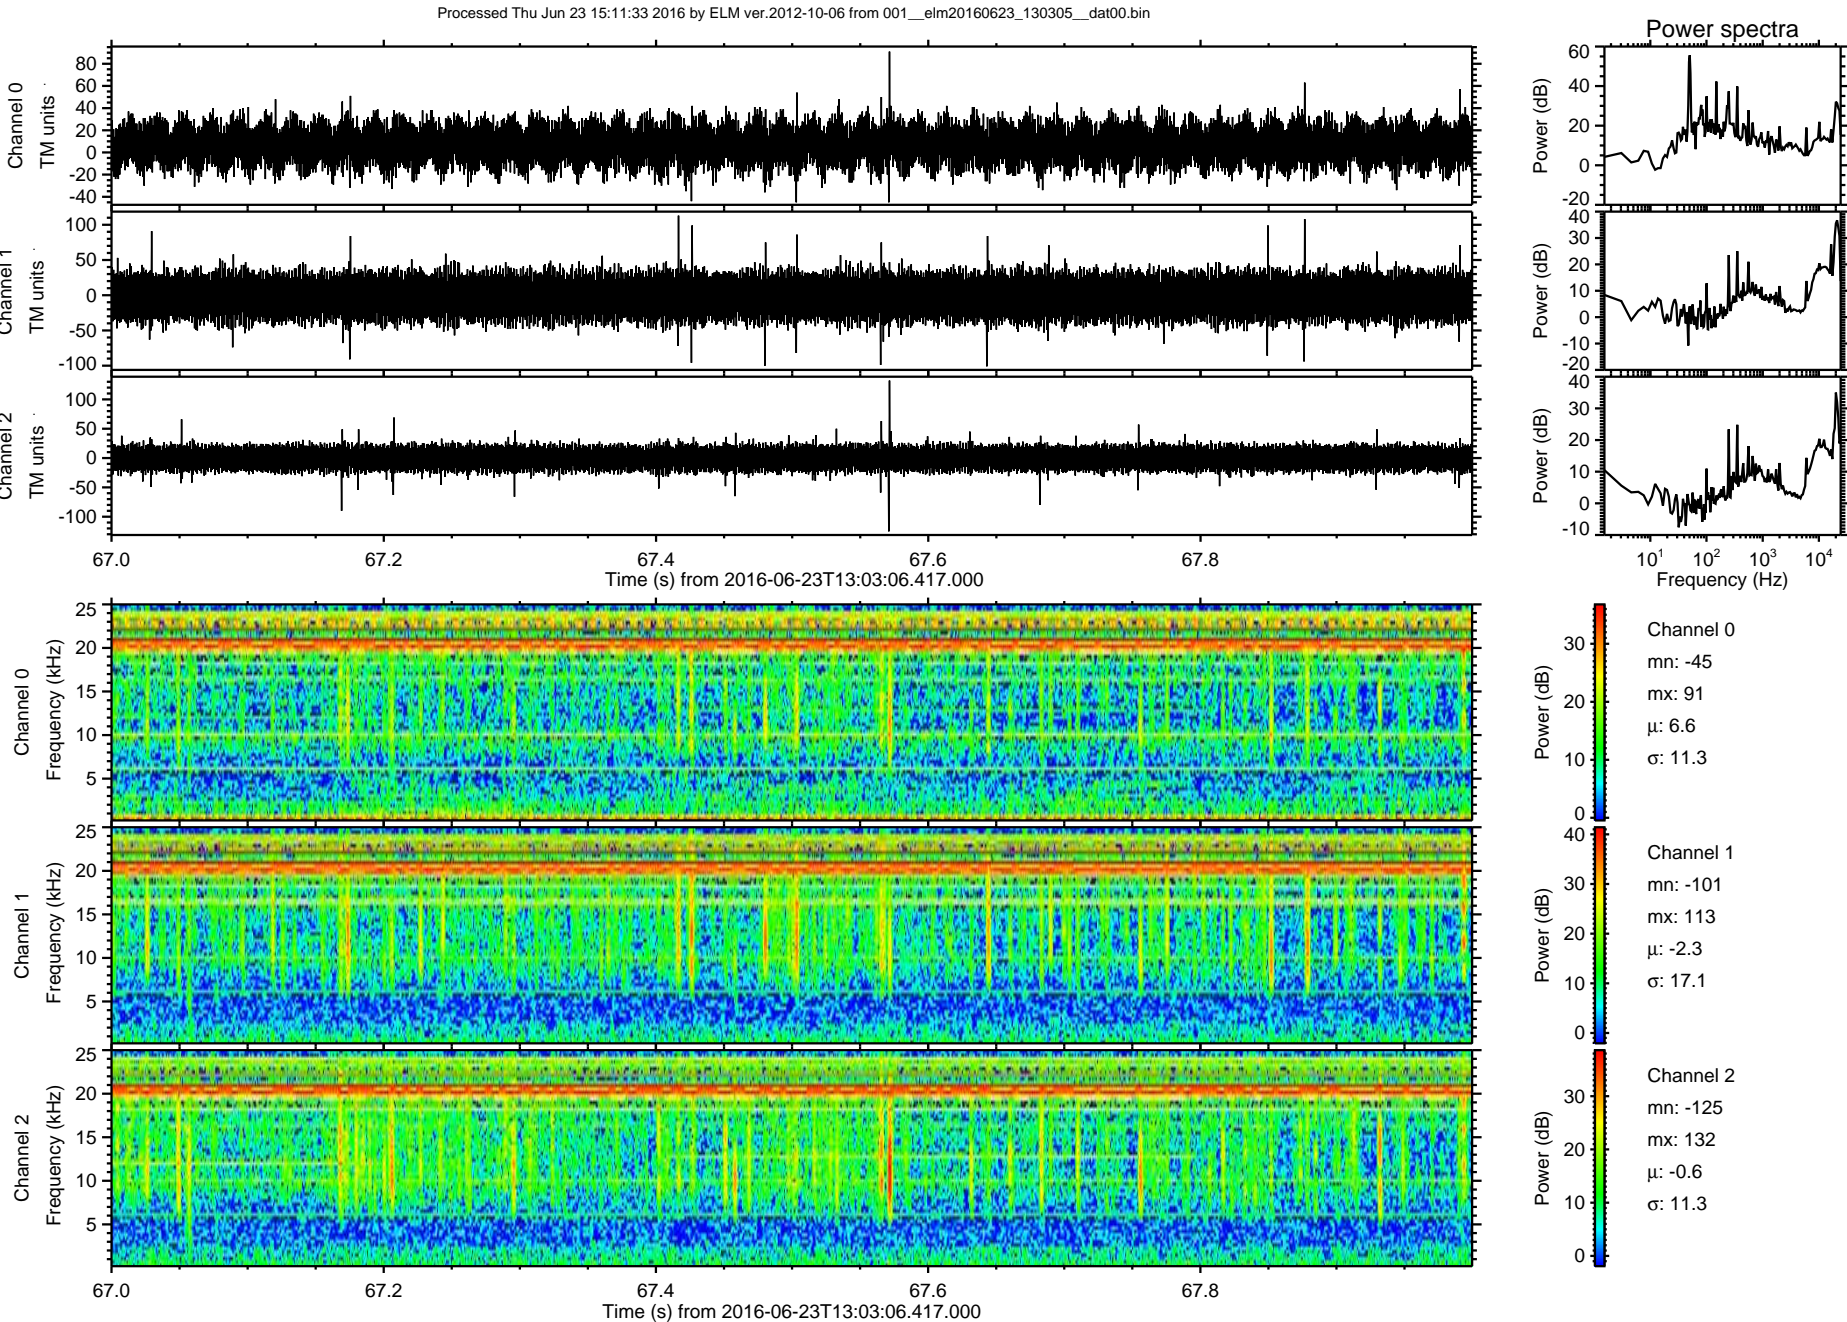 Processed Thu Jun 23 15:11:33 2016 by ELM ver.2012-10-06 from 001__elm20160623_130305__dat00.bin
Power spectra
Channel 0
TM units
80
60
40
20
0
-20
-40
Power (dB)
60
40
20
0
-20
Channel 1
TM units
100
50
0
-50
-100
Power (dB)
40
30
20
10
0
-10
-20
Channel 2
TM units
100
50
0
-50
-100
Power (dB)
40
30
20
10
0
-10
67.0 67.2 67.4 67.6 67.8
Time (s) from 2016-06-23T13:03:06.417.000
10^1 10^2 10^3 10^4
Frequency (Hz)
Channel 0
Frequency (kHz)
25
20
15
10
5
Power (dB)
30
20
10
0
Channel 0
mn: -45
mx: 91
μ: 6.6
σ: 11.3
Channel 1
Frequency (kHz)
25
20
15
10
5
Power (dB)
40
30
20
10
0
Channel 1
mn: -101
mx: 113
μ: -2.3
σ: 17.1
Channel 2
Frequency (kHz)
25
20
15
10
5
Power (dB)
30
20
10
0
Channel 2
mn: -125
mx: 132
μ: -0.6
σ: 11.3
67.0 67.2 67.4 67.6 67.8
Time (s) from 2016-06-23T13:03:06.417.000